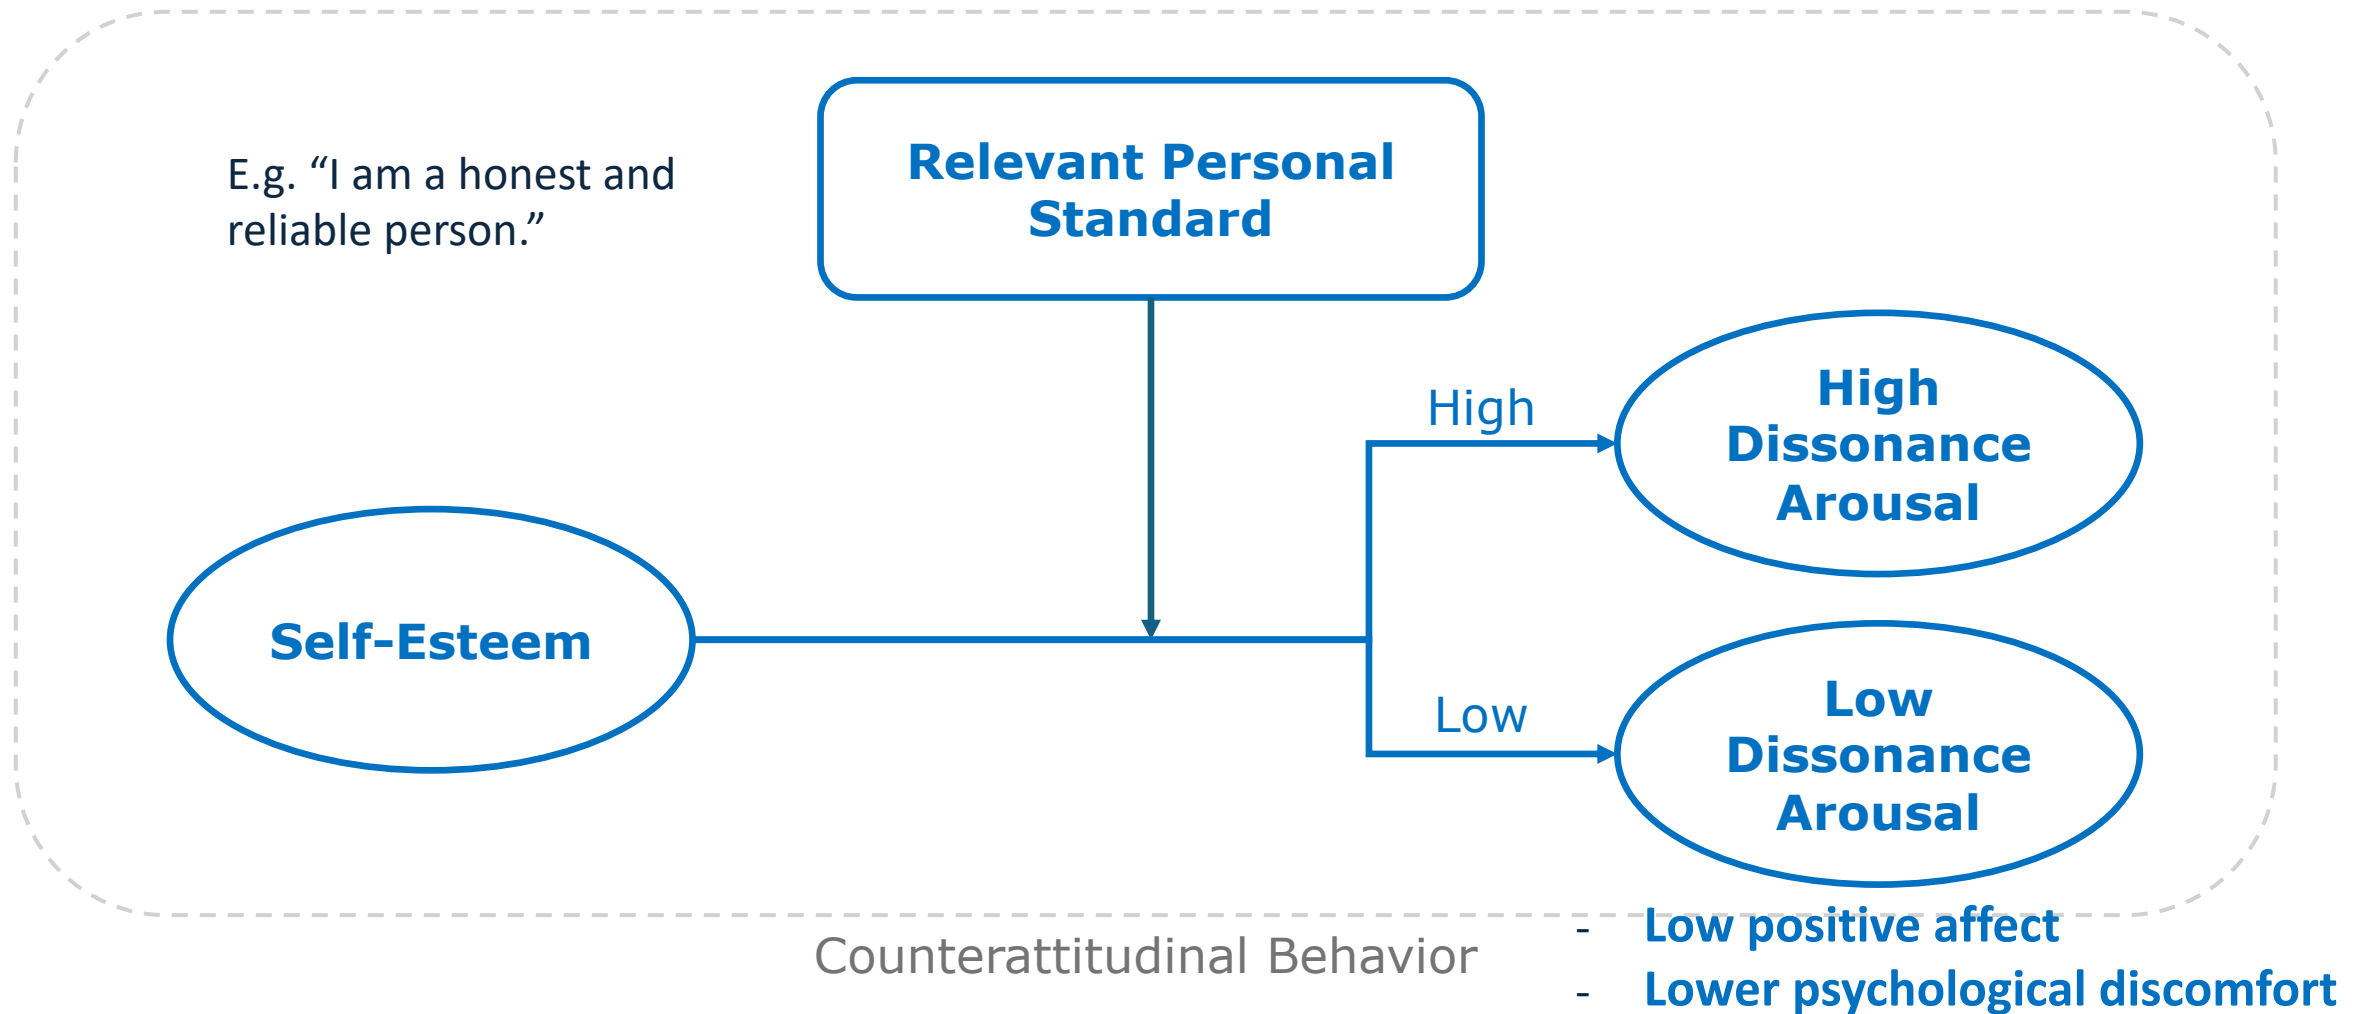 E.g. “I am a honest and
reliable person.”
Relevant Personal
Standard
High
High
Dissonance
Arousal
Self-Esteem
Low
Low
Dissonance
Arousal
Counterattitudinal Behavior
- Low positive affect
- Lower psychological discomfort